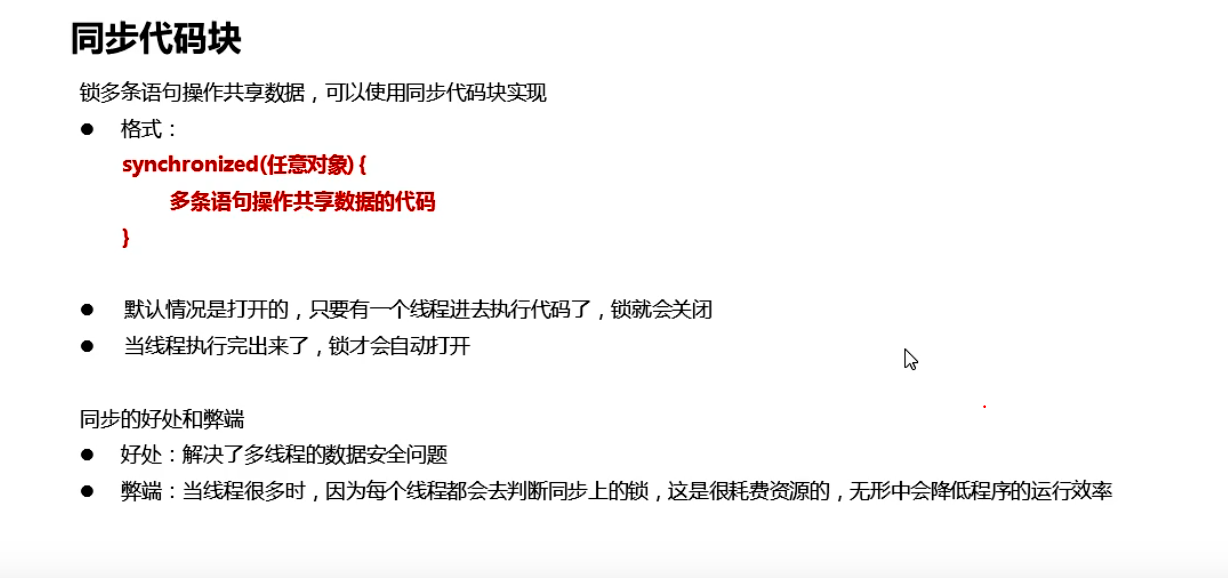 同步代码块
锁多条语句操作共享数据，可以使用同步代码块实现
● 格式：
synchronized(任意对象) {
多条语句操作共享数据的代码
}
● 默认情况是打开的，只要有一个线程进去执行代码了，锁就会关闭
● 当线程执行完出来了，锁才会自动打开
同步的好处和弊端
● 好处：解决了多线程的数据安全问题
● 弊端：当线程很多时，因为每个线程都会去判断同步上的锁，这是很耗费资源的，无形中会降低程序的运行效率